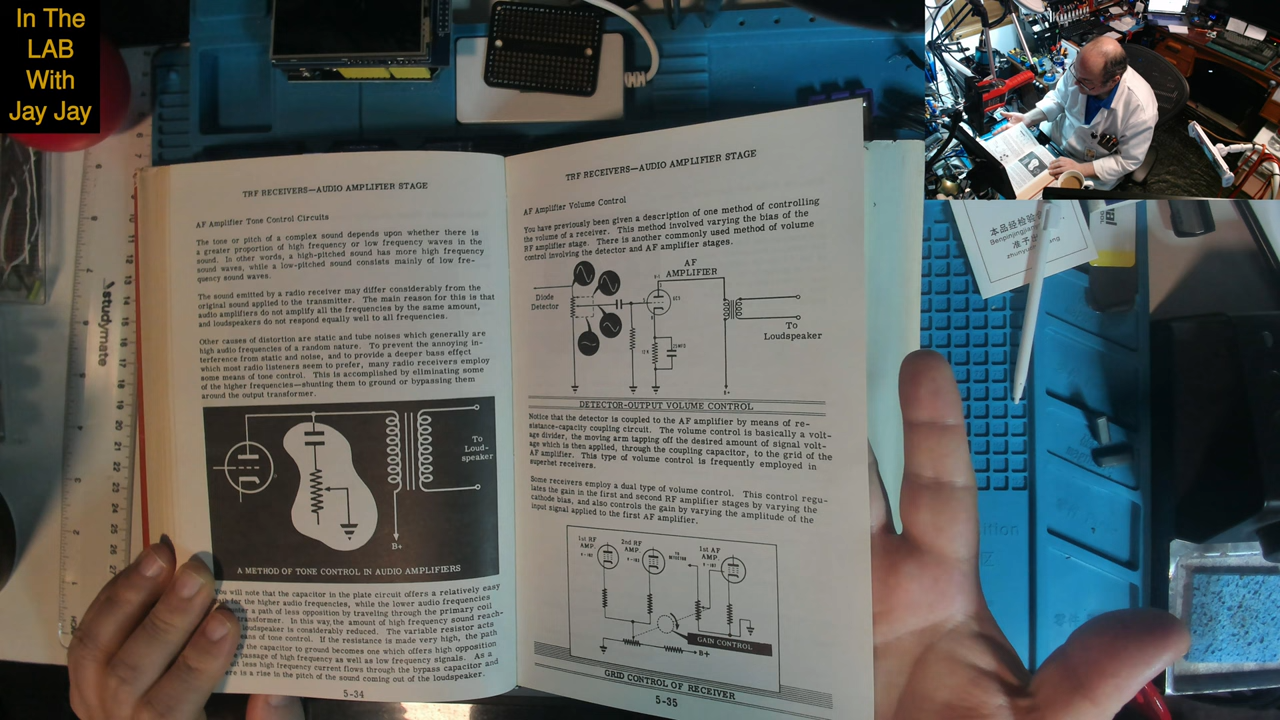 In The
LAB
With
Jay Jay
studymate
TRF RECEIVERS—AUDIO AMPLIFIER STAGE
AF Amplifier Tone Control Circuits
The tone or pitch of a complex sound depends upon whether there is
a greater proportion of high frequency or low frequency waves in the
sound. In other words, a high-pitched sound has more high frequency
sound waves, while a low-pitched sound consists mainly of low fre-
quency sound waves.
The sound emitted by a radio receiver may differ considerably from the
original sound applied to the transmitter. The main reason for this is that
audio amplifiers do not amplify all the frequencies by the same amount,
and loudspeakers do not respond equally well to all frequencies.
Other causes of distortion are static and tube noises which generally are
high audio frequencies of a random nature. To prevent the annoying in-
terference from static and noise, and to provide a deeper bass effect
which most radio listeners seem to prefer, many radio receivers employ
some means of tone control. This is accomplished by eliminating some
of the higher frequencies—shunting them to ground or bypassing them
around the output transformer.
To
Loud-
speaker
B+
A METHOD OF TONE CONTROL IN AUDIO AMPLIFIERS
You will note that the capacitor in the plate circuit offers a relatively easy
path for the higher audio frequencies, while the lower audio frequencies
a path of less opposition by traveling through the primary coil
transformer. In this way, the amount of high frequency sound reach-
loudspeaker is considerably reduced. The variable resistor acts
of tone control. If the resistance is made very high, the path
the capacitor to ground becomes one which offers high opposition
passage of high frequency as well as low frequency signals. As a
less high frequency current flows through the bypass capacitor and
is a rise in the pitch of the sound coming out of the loudspeaker.
5-34
TRF RECEIVERS—AUDIO AMPLIFIER STAGE
AF Amplifier Volume Control
You have previously been given a description of one method of controlling
the volume of a receiver. This method involved varying the bias of the
RF amplifier stage. There is another commonly used method of volume
control involving the detector and AF amplifier stages.
AF
AMPLIFIER
Diode
Detector
To
Loudspeaker
B+
DETECTOR-OUTPUT VOLUME CONTROL
Notice that the detector is coupled to the AF amplifier by means of re-
sistance-capacity coupling circuit. The volume control is basically a volt-
age divider, the moving arm tapping off the desired amount of signal volt-
age which is then applied, through the coupling capacitor, to the grid of the
AF amplifier. This type of volume control is frequently employed in
superhet receivers.
Some receivers employ a dual type of volume control. This control regu-
lates the gain in the first and second RF amplifier stages by varying the
cathode bias, and also controls the gain by varying the amplitude of the
input signal applied to the first AF amplifier.
1st RF
AMP.
2nd RF
AMP.
TO
DETECTOR
1st AF
AMP.
GAIN CONTROL
B+
GRID CONTROL OF RECEIVER
5-35
本品经检验
准予出